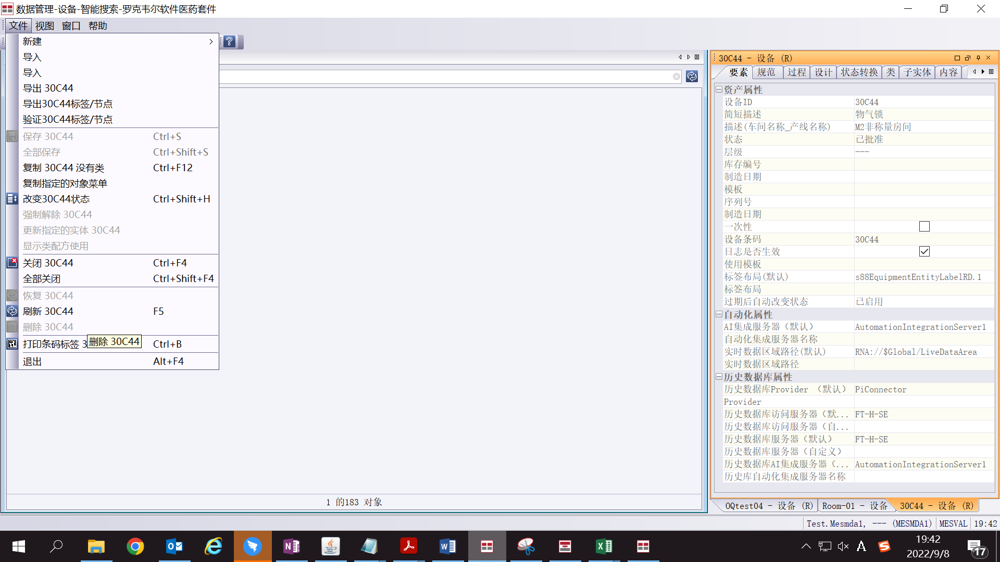 数据管理-设备-智能搜索-罗克韦尔软件医药套件
文件 视图 窗口 帮助
新建
导入
导入
导出 30C44
导出30C44标签/节点
验证30C44标签/节点
保存 30C44 Ctrl+S
全部保存 Ctrl+Shift+S
复制 30C44 没有类 Ctrl+F12
复制指定的对象菜单
改变30C44状态 Ctrl+Shift+H
强制解除 30C44
更新指定的实体 30C44
显示类配方使用
关闭 30C44 Ctrl+F4
全部关闭 Ctrl+Shift+F4
恢复 30C44
刷新 30C44 F5
删除 30C44
打印条码标签 3 Ctrl+B
删除 30C44
退出 Alt+F4
1 的183 对象
30C44 - 设备 (R)
要素 规范 过程 设计 状态转换 类 子实体 内容
资产属性
设备ID 30C44
简短描述 物气锁
描述(车间名称_产线名称) M2非称量房间
状态 已批准
层级 ---
库存编号
制造日期
模板
序列号
制造日期
一次性
设备条码 30C44
日志是否生效
使用模板
标签布局(默认) s88EquipmentEntityLabelRD.1
标签布局
过期后自动改变状态 已启用
自动化属性
AI集成服务器（默认） AutomationIntegrationServer1
自动化集成服务器名称
实时数据区域路径(默认) RNA://$Global/LiveDataArea
实时数据区域路径
历史数据库属性
历史数据库Provider （默认） PiConnector
Provider
历史数据库访问服务器（默... FT-H-SE
历史数据库访问服务器（自...
历史数据库服务器（默认） FT-H-SE
历史数据库服务器（自定义）
历史数据库AI集成服务器（... AutomationIntegrationServer1
历史库自动化集成服务器名称
OQtest04 - 设备 (R) Room-01 - 设备 30C44 - 设备 (R)
Test.Mesmda1, --- (MESMDA1) MESVAL 19:42
19:42
2022/9/8
17